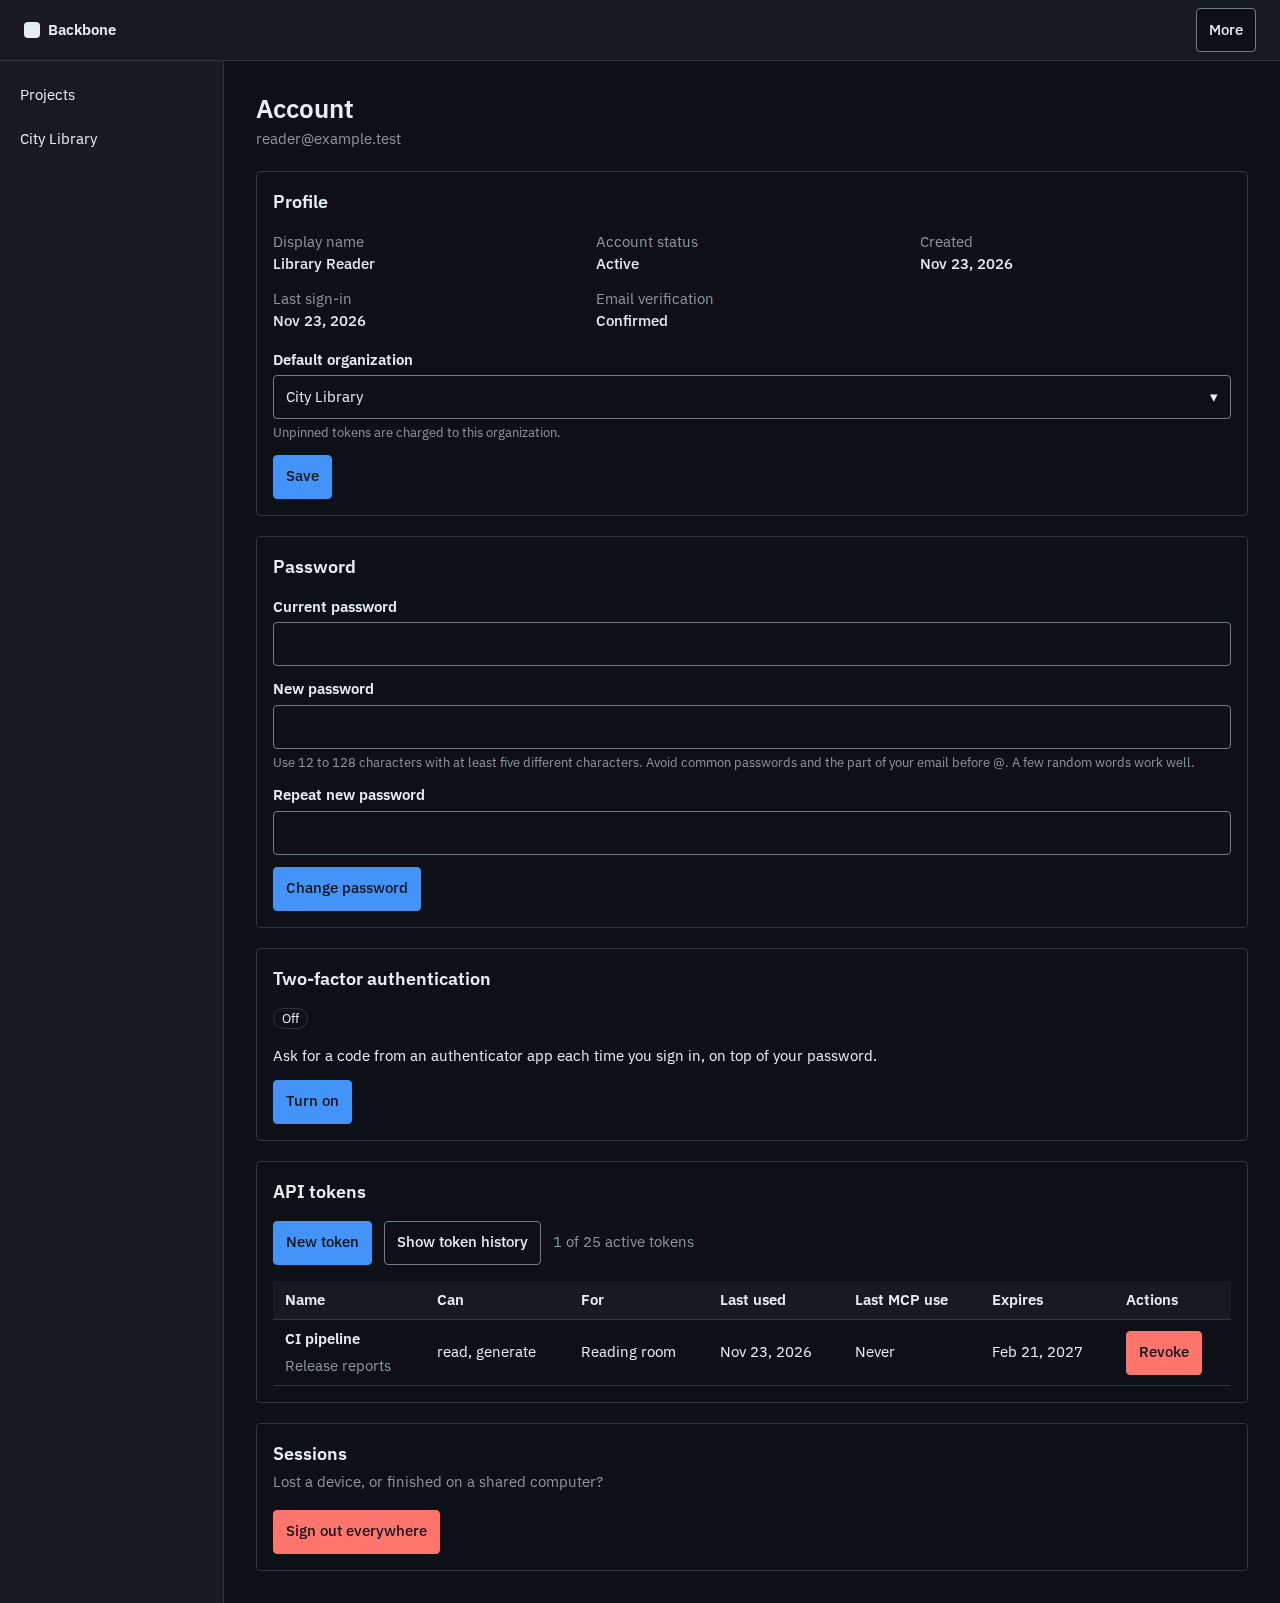 Backbone
More
Projects
City Library
Account
reader@example.test
Profile
Display name
Library Reader
Account status
Active
Created
Nov 23, 2026
Last sign-in
Nov 23, 2026
Email verification
Confirmed
Default organization
City Library
Unpinned tokens are charged to this organization.
Save
Password
Current password
New password
Use 12 to 128 characters with at least five different characters. Avoid common passwords and the part of your email before @. A few random words work well.
Repeat new password
Change password
Two-factor authentication
Off
Ask for a code from an authenticator app each time you sign in, on top of your password.
Turn on
API tokens
New token
Show token history
1 of 25 active tokens
Name Can For Last used Last MCP use Expires Actions
CI pipeline
Release reports
read, generate
Reading room
Nov 23, 2026
Never
Feb 21, 2027
Revoke
Sessions
Lost a device, or finished on a shared computer?
Sign out everywhere